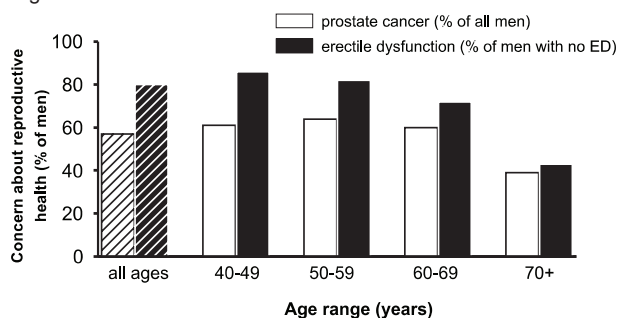 prostate cancer (% of all men)
erectile dysfunction (% of men with no ED)
Concern about reproductive
health (% of men)
100
80
60
40
20
0
all ages 40-49 50-59 60-69 70+
Age range (years)